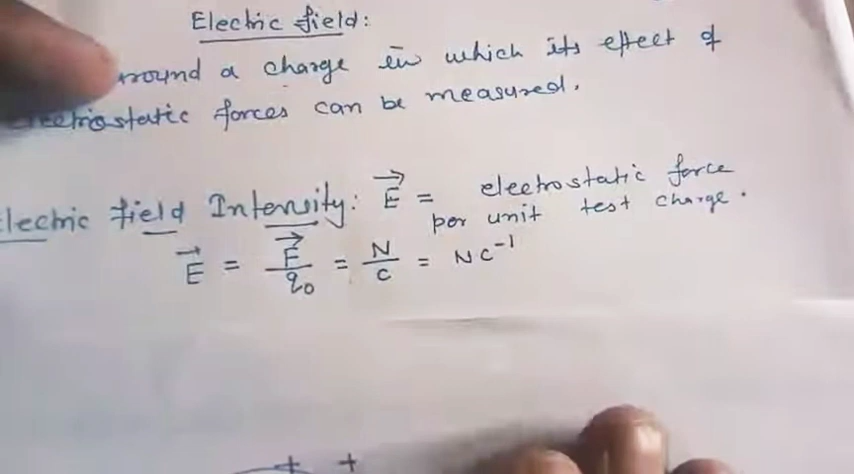 Electric field:
round a charge in which its effect of
electrostatic forces can be measured.
Electric field Intensity: E⃗ = electrostatic force
per unit test charge.
E⃗ = F⃗/q₀ = N/C = NC⁻¹
+ +